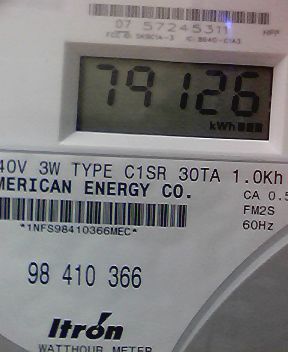 07 57245311 NPP
79126
kWh
40V 3W TYPE C1SR 30TA 1.0Kh
MERICAN ENERGY CO.
CA 0.5
FM2S
*1NFS98410366MEC*
60Hz
98 410 366
Itron
WATTHOUR METER